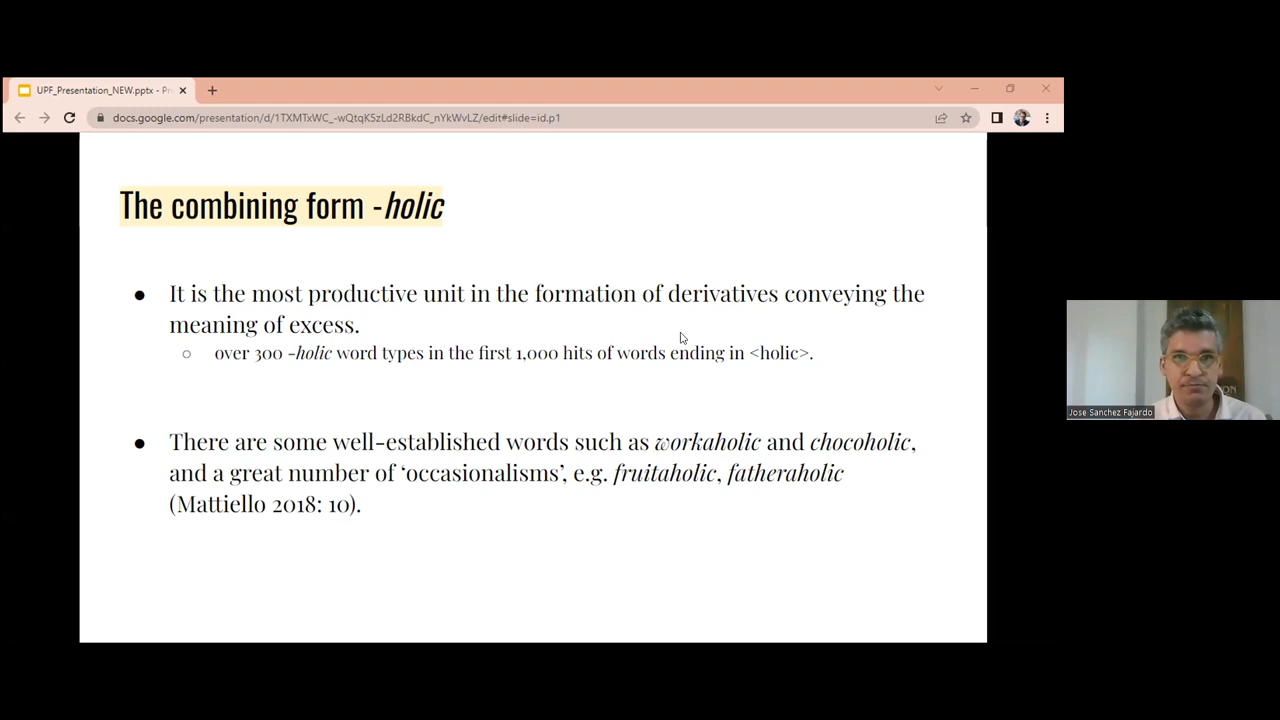 UPF_Presentation_NEW.pptx - Pr
docs.google.com/presentation/d/1TXMTxWC_-wQtqK5zLd2RBkdC_nYkWvLZ/edit#slide=id.p1
The combining form -holic
● It is the most productive unit in the formation of derivatives conveying the
meaning of excess.
○ over 300 -holic word types in the first 1,000 hits of words ending in <holic>.
● There are some well-established words such as workaholic and chocoholic,
and a great number of ‘occasionalisms’, e.g. fruitaholic, fatheraholic
(Mattiello 2018: 10).
Jose Sanchez Fajardo